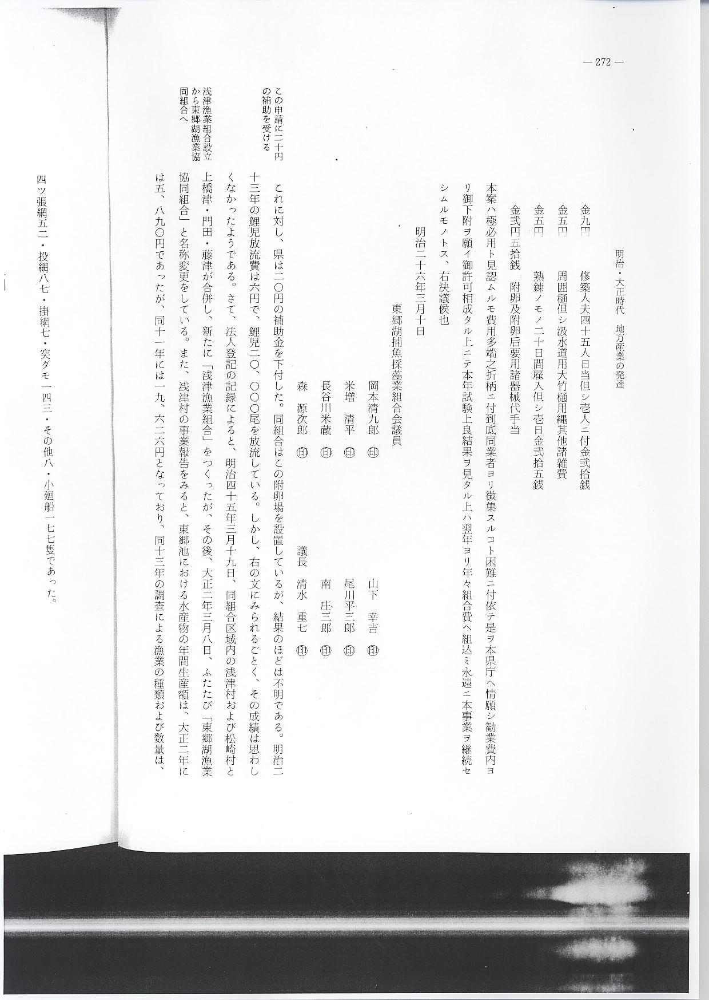 — 272 —
明治・大正時代　地方産業の発達
金九円　　　修築人夫四十五人日当但シ壱人ニ付金弐拾銭
金五円　　　周囲樋但シ汲水道用大竹樋用縄其他諸雑費
金五円　　　熟錬ノモノ二十日間雇入但シ壱日金弐拾五銭
金弐円五拾銭　附卵及附卵后要用諸器械代手当
本案ハ極必用ト見認ムルモ費用多端之折柄ニ付到底同業者ヨリ徴集スルコト困難ニ付依テ是ヲ本県庁ヘ情願シ勧業費内ヨ
リ御下附ヲ願イ御許可相成タル上ニテ本年試験上良結果ヲ見タル上ハ翌年ヨリ年々組合費ヘ組込ミ永遠ニ本事業ヲ継続セ
シムルモノトス、右決議候也
明治二十六年三月十日
東郷湖捕魚採藻業組合会議員
岡本清九郎　㊞　　　山下　幸吉　㊞
米増　清平　㊞　　　尾川平三郎　㊞
長谷川米蔵　㊞　　　南　庄三郎　㊞
森　源次郎　㊞　　　議長　清水　重七　㊞
この申請に二十円
の補助を受ける
これに対し、県は二〇円の補助金を下付した。同組合はこの附卵場を設置しているが、結果のほどは不明である。明治二
十三年の鯉児放流費は六円で、鯉児二〇、〇〇〇尾を放流している。しかし、右の文にみられるごとく、その成績は思わし
くなかったようである。さて、法人登記の記録によると、明治四十五年三月十九日、同組合区域内の浅津村および松崎村と
浅津漁業組合設立
から東郷湖漁業協
同組合へ
上橋津・門田・藤津が合併し、新たに「浅津漁業組合」をつくったが、その後、大正二年三月八日、ふたたび「東郷湖漁業
協同組合」と名称変更をしている。また、浅津村の事業報告をみると、東郷池における水産物の年間生産額は、大正二年に
は五、八九〇円であったが、同十一年には一九、六二六円となっており、同十三年の調査による漁業の種類および数量は、
四ツ張網五二・投網八七・掛網七・突ダモ一四三・その他八・小廻船一七七隻であった。